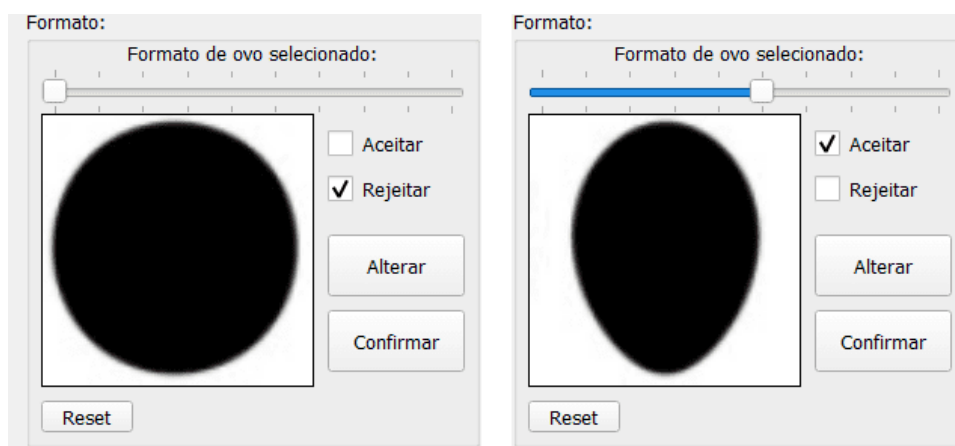 Formato:
Formato de ovo selecionado:
Aceitar
Rejeitar
Alterar
Confirmar
Reset
Formato:
Formato de ovo selecionado:
Aceitar
Rejeitar
Alterar
Confirmar
Reset